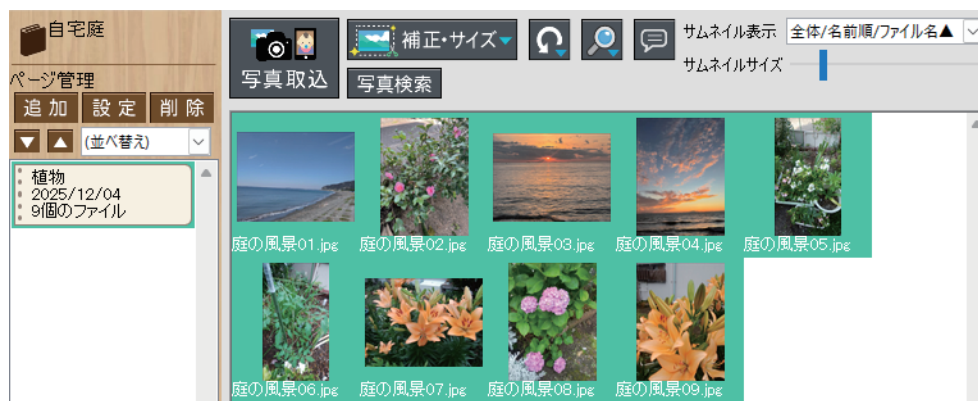 自宅庭
ページ管理
追加 設定 削除
▼ ▲ (並べ替え)
植物
2025/12/04
9個のファイル
写真取込
補正・サイズ▼
写真検索
サムネイル表示 全体/名前順/ファイル名▲
サムネイルサイズ
庭の風景01.jpg 庭の風景02.jpg 庭の風景03.jpg 庭の風景04.jpg 庭の風景05.jpg
庭の風景06.jpg 庭の風景07.jpg 庭の風景08.jpg 庭の風景09.jpg